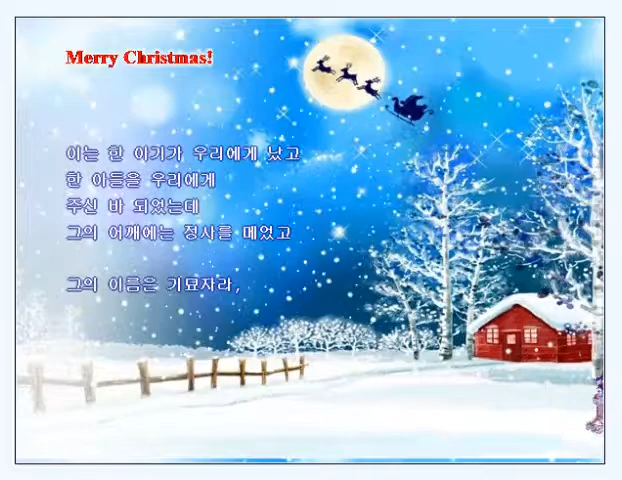 Merry Christmas!
이는 한 아기가 우리에게 났고
한 아들을 우리에게
주신 바 되었는데
그의 어깨에는 정사를 메었고
그의 이름은 기묘자라,